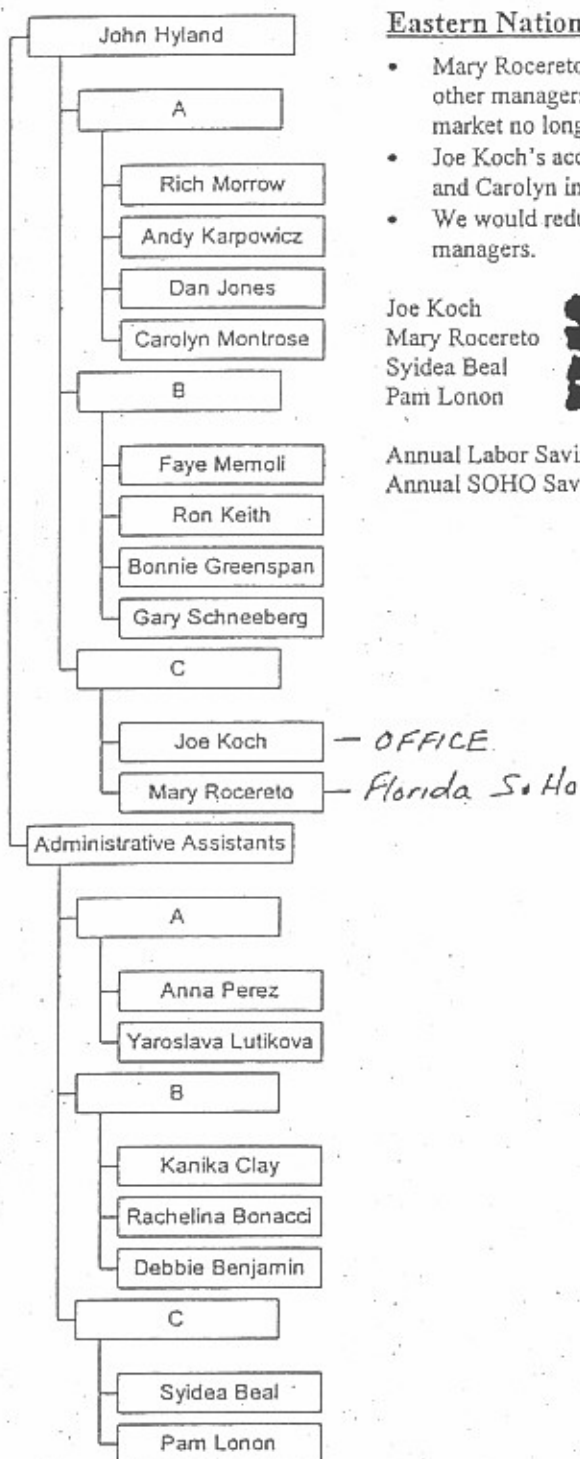 John Hyland
A
Rich Morrow
Andy Karpowicz
Dan Jones
Carolyn Montrose
B
Faye Memoli
Ron Keith
Bonnie Greenspan
Gary Schneeberg
C
Joe Koch — OFFICE
Mary Rocereto — Florida S.Ho
Administrative Assistants
A
Anna Perez
Yaroslava Lutikova
B
Kanika Clay
Rachelina Bonacci
Debbie Benjamin
C
Syidea Beal
Pam Lonon
Eastern Nation
• Mary Rocereto
other manager
market no long
• Joe Koch's acc
and Carolyn in
• We would redu
managers.
Joe Koch
Mary Rocereto
Syidea Beal
Pam Lonon
Annual Labor Savi
Annual SOHO Sav